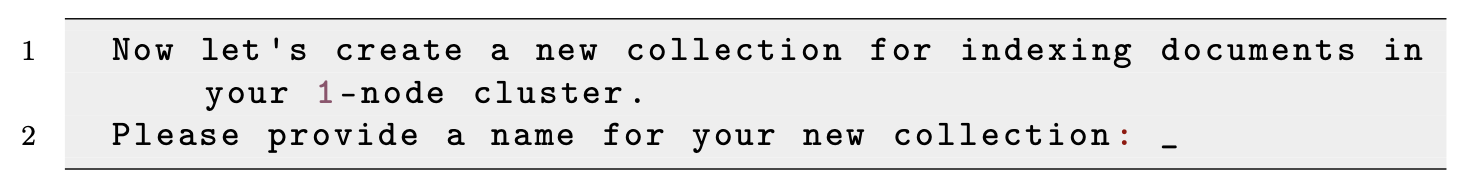 1 Now let's create a new collection for indexing documents in
your 1-node cluster.
2 Please provide a name for your new collection: _